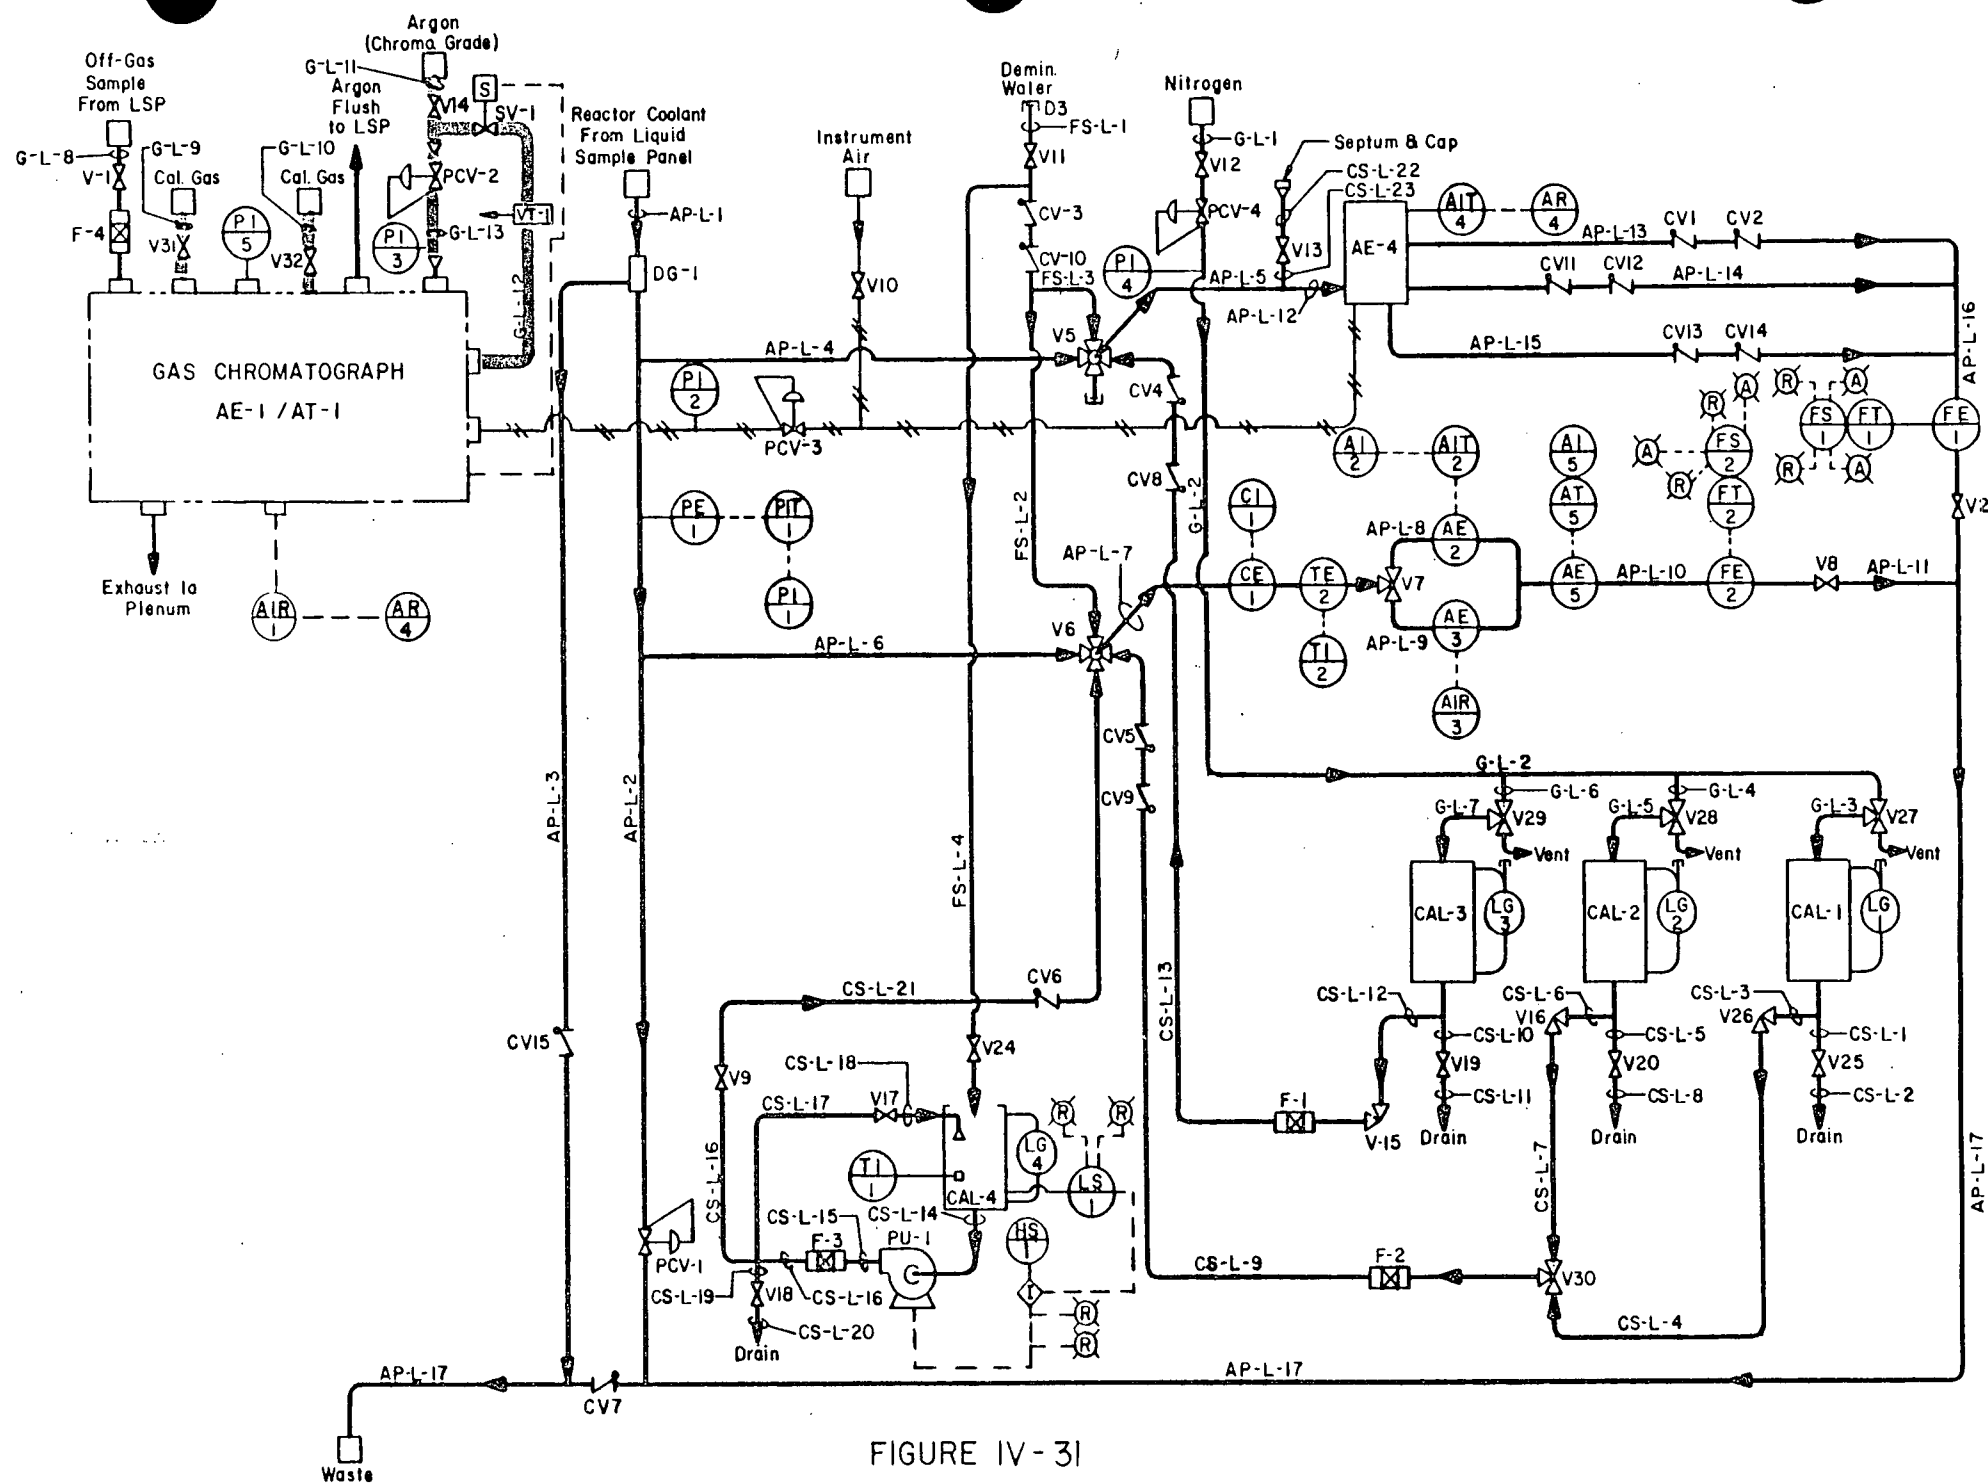 Argon
(Chroma Grade)
Off-Gas
Sample
From LSP
G-L-11
Argon
Flush
to LSP
S
V14
SV-1
Reactor Coolant
From Liquid
Sample Panel
Instrument
Air
Demin.
Water
D3
FS-L-1
V11
Nitrogen
G-L-1
V12
Septum & Cap
CS-L-22
CS-L-23
G-L-8
G-L-9
G-L-10
V-1
Cal. Gas
Cal. Gas
PCV-2
VT-1
AP-L-1
CV-3
PCV-4
V13
AE-4
AIT
4
AR
4
AP-L-13
CV1
CV2
F-4
V31
PI
5
V32
PI
3
G-L-13
DG-1
V10
CV-10
FS-L-3
PI
4
AP-L-5
AP-L-12
CV11
CV12
AP-L-14
G-L-12
GAS CHROMATOGRAPH
AE-1 / AT-1
AP-L-4
V5
CV4
AP-L-15
CV13
CV14
AP-L-16
PI
2
PCV-3
R
A
FS
1
FT
1
FE
1
R
A
R
A
FS
2
A
R
FT
2
AI
2
AIT
2
AI
5
AT
5
CV8
G-L-2
FS-L-2
V2
PE
1
PIT
1
PI
1
CI
1
AP-L-7
CE
1
TE
2
TI
2
V7
AP-L-8
AE
2
AP-L-9
AE
3
AIR
3
AE
5
AP-L-10
FE
2
V8
AP-L-11
Exhaust to
Plenum
AIR
1
AR
4
AP-L-6
V6
CV5
CV9
AP-L-3
AP-L-2
FS-L-4
G-L-2
G-L-6
G-L-4
G-L-7
V29
G-L-5
V28
G-L-3
V27
Vent
Vent
Vent
CAL-3
LG
3
CAL-2
LG
2
CAL-1
LG
1
CS-L-13
CS-L-21
CV6
CS-L-12
CS-L-6
CS-L-3
V16
V26
CS-L-10
CS-L-5
CS-L-1
CV15
V24
V19
V20
V25
V9
CS-L-18
CS-L-17
V17
CS-L-11
CS-L-8
CS-L-2
F-1
V-15
Drain
Drain
Drain
R
R
LG
4
TI
1
CAL-4
LS
1
CS-L-16
CS-L-15
CS-L-14
CS-L-7
AP-L-17
F-3
PU-1
C
HS
1
I
PCV-1
CS-L-9
F-2
V30
CS-L-19
V18
CS-L-16
CS-L-20
R
R
CS-L-4
Drain
AP-L-17
AP-L-17
CV7
Waste
FIGURE IV-31